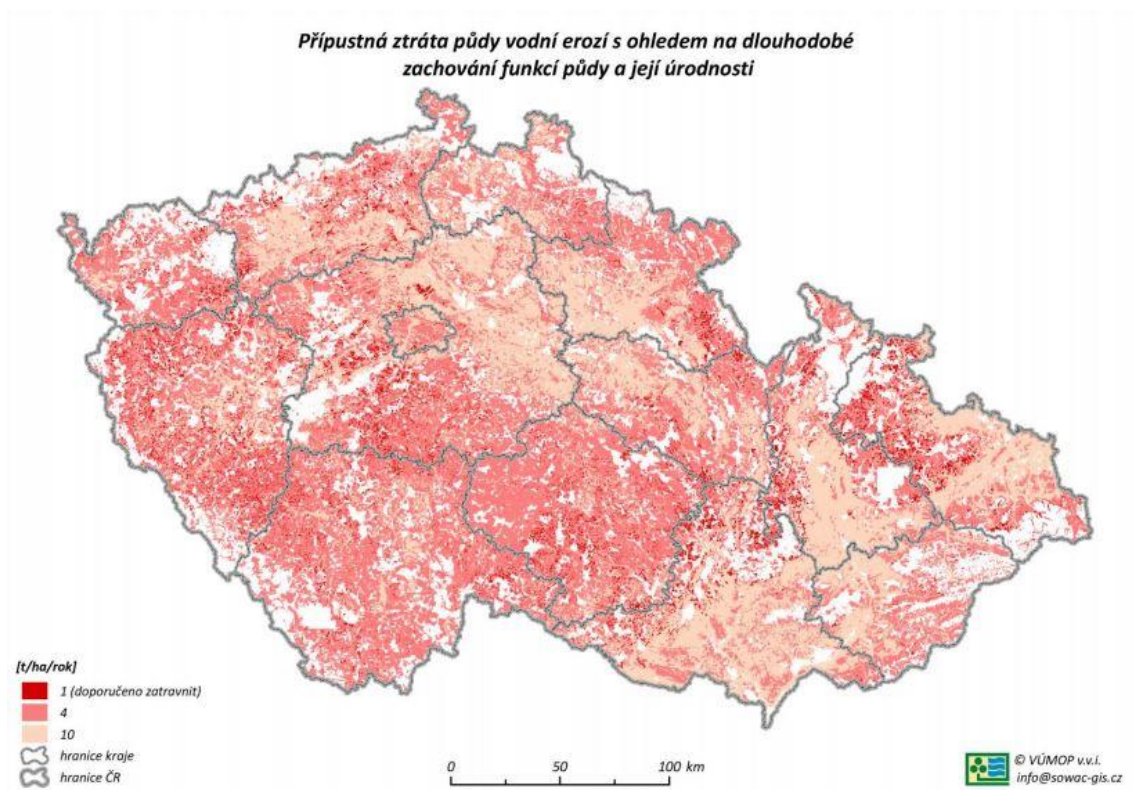 Přípustná ztráta půdy vodní erozí s ohledem na dlouhodobé
zachování funkcí půdy a její úrodnosti
[t/ha/rok]
1 (doporučeno zatravnit)
4
10
hranice kraje
hranice ČR
0 50 100 km
© VÚMOP v.v.i.
info@sowac-gis.cz